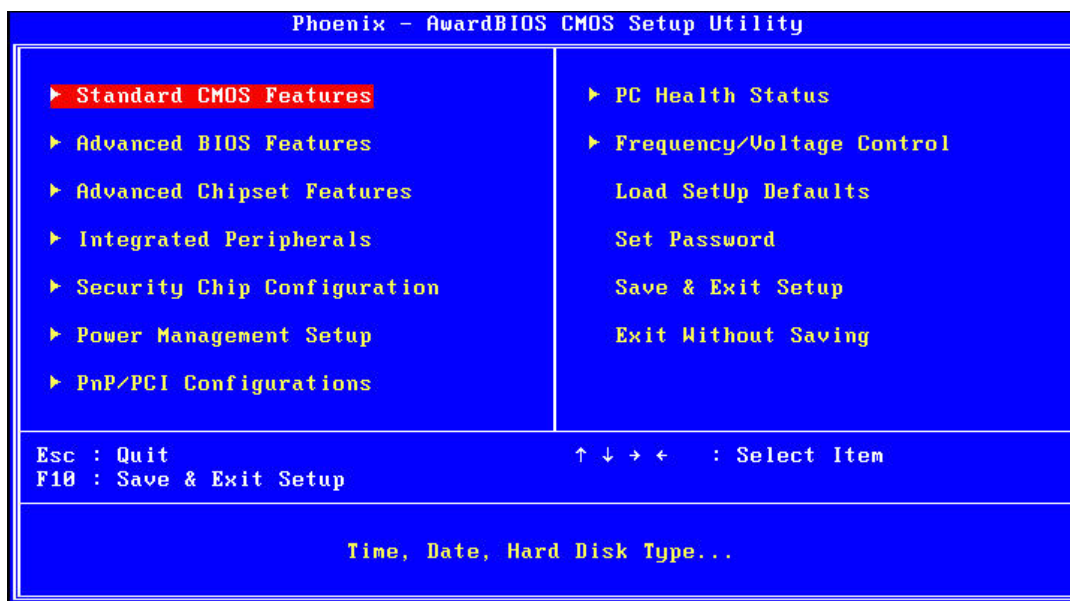 Phoenix – AwardBIOS CMOS Setup Utility
▸ Standard CMOS Features
▸ Advanced BIOS Features
▸ Advanced Chipset Features
▸ Integrated Peripherals
▸ Security Chip Configuration
▸ Power Management Setup
▸ PnP/PCI Configurations
▸ PC Health Status
▸ Frequency/Voltage Control
Load SetUp Defaults
Set Password
Save & Exit Setup
Exit Without Saving
Esc : Quit
F10 : Save & Exit Setup
↑ ↓ → ← : Select Item
Time, Date, Hard Disk Type...